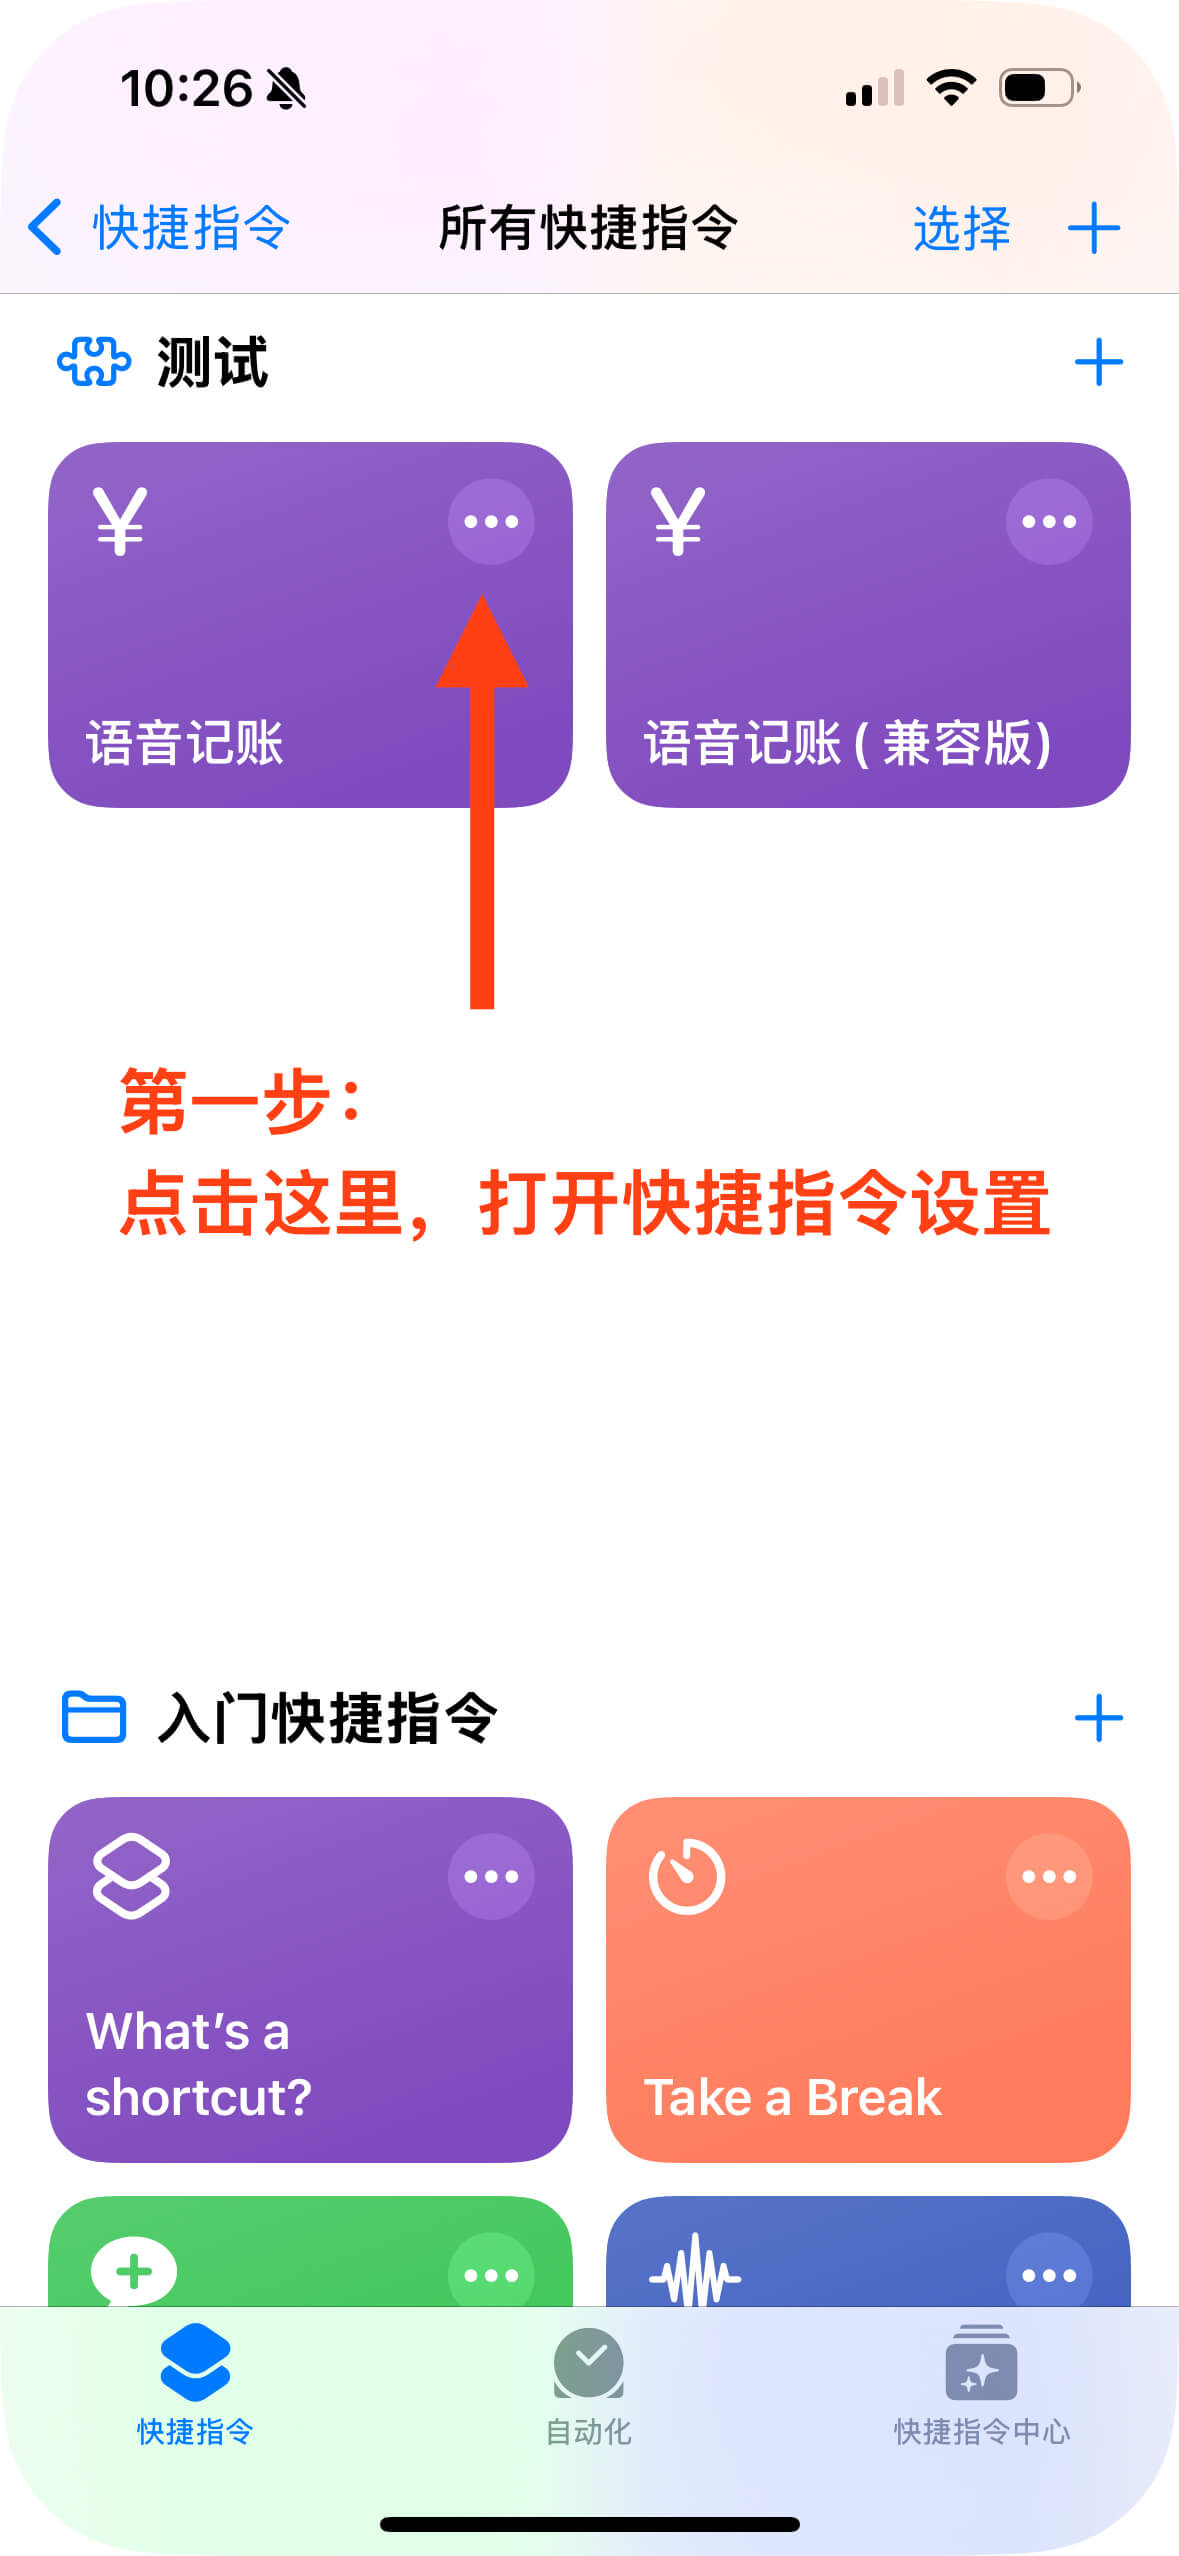 10:26
快捷指令
所有快捷指令
选择
测试
语音记账
语音记账(兼容版)
第一步：
点击这里，打开快捷指令设置
入门快捷指令
What's a
shortcut?
Take a Break
快捷指令
自动化
快捷指令中心